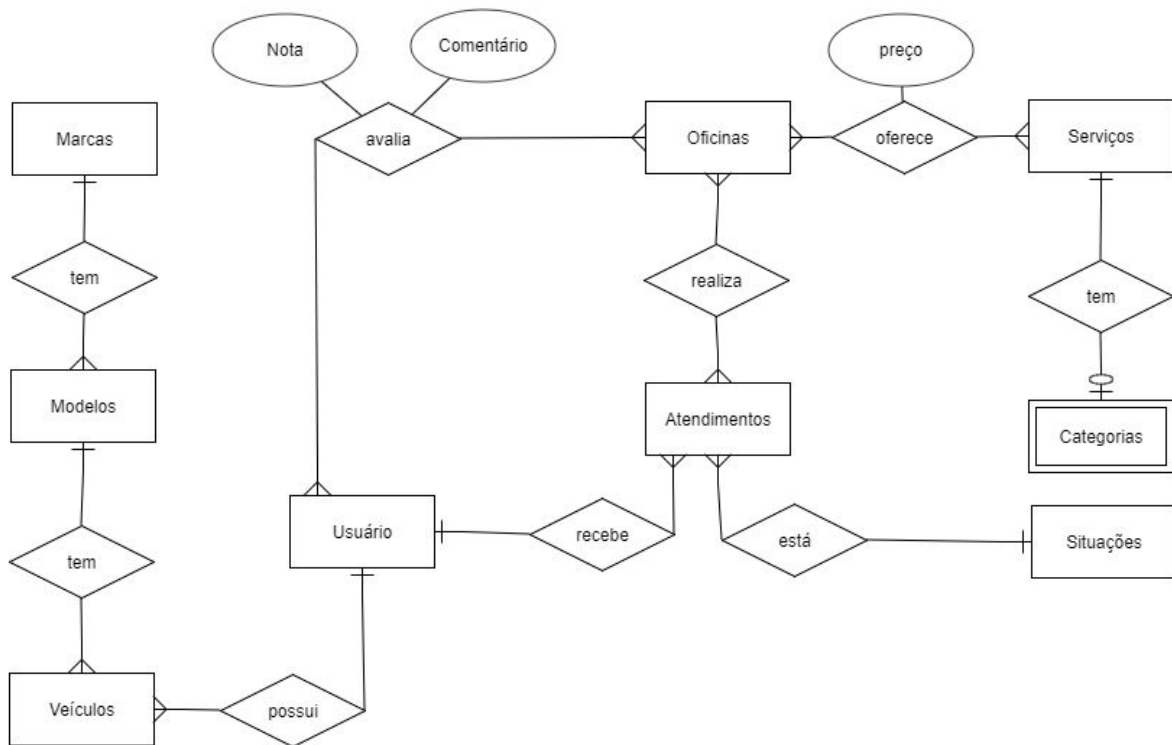 Nota
Comentário
preço
Marcas
avalia
Oficinas
oferece
Serviços
tem
realiza
tem
Modelos
Atendimentos
Categorias
Usuário
recebe
está
Situações
tem
Veículos
possui